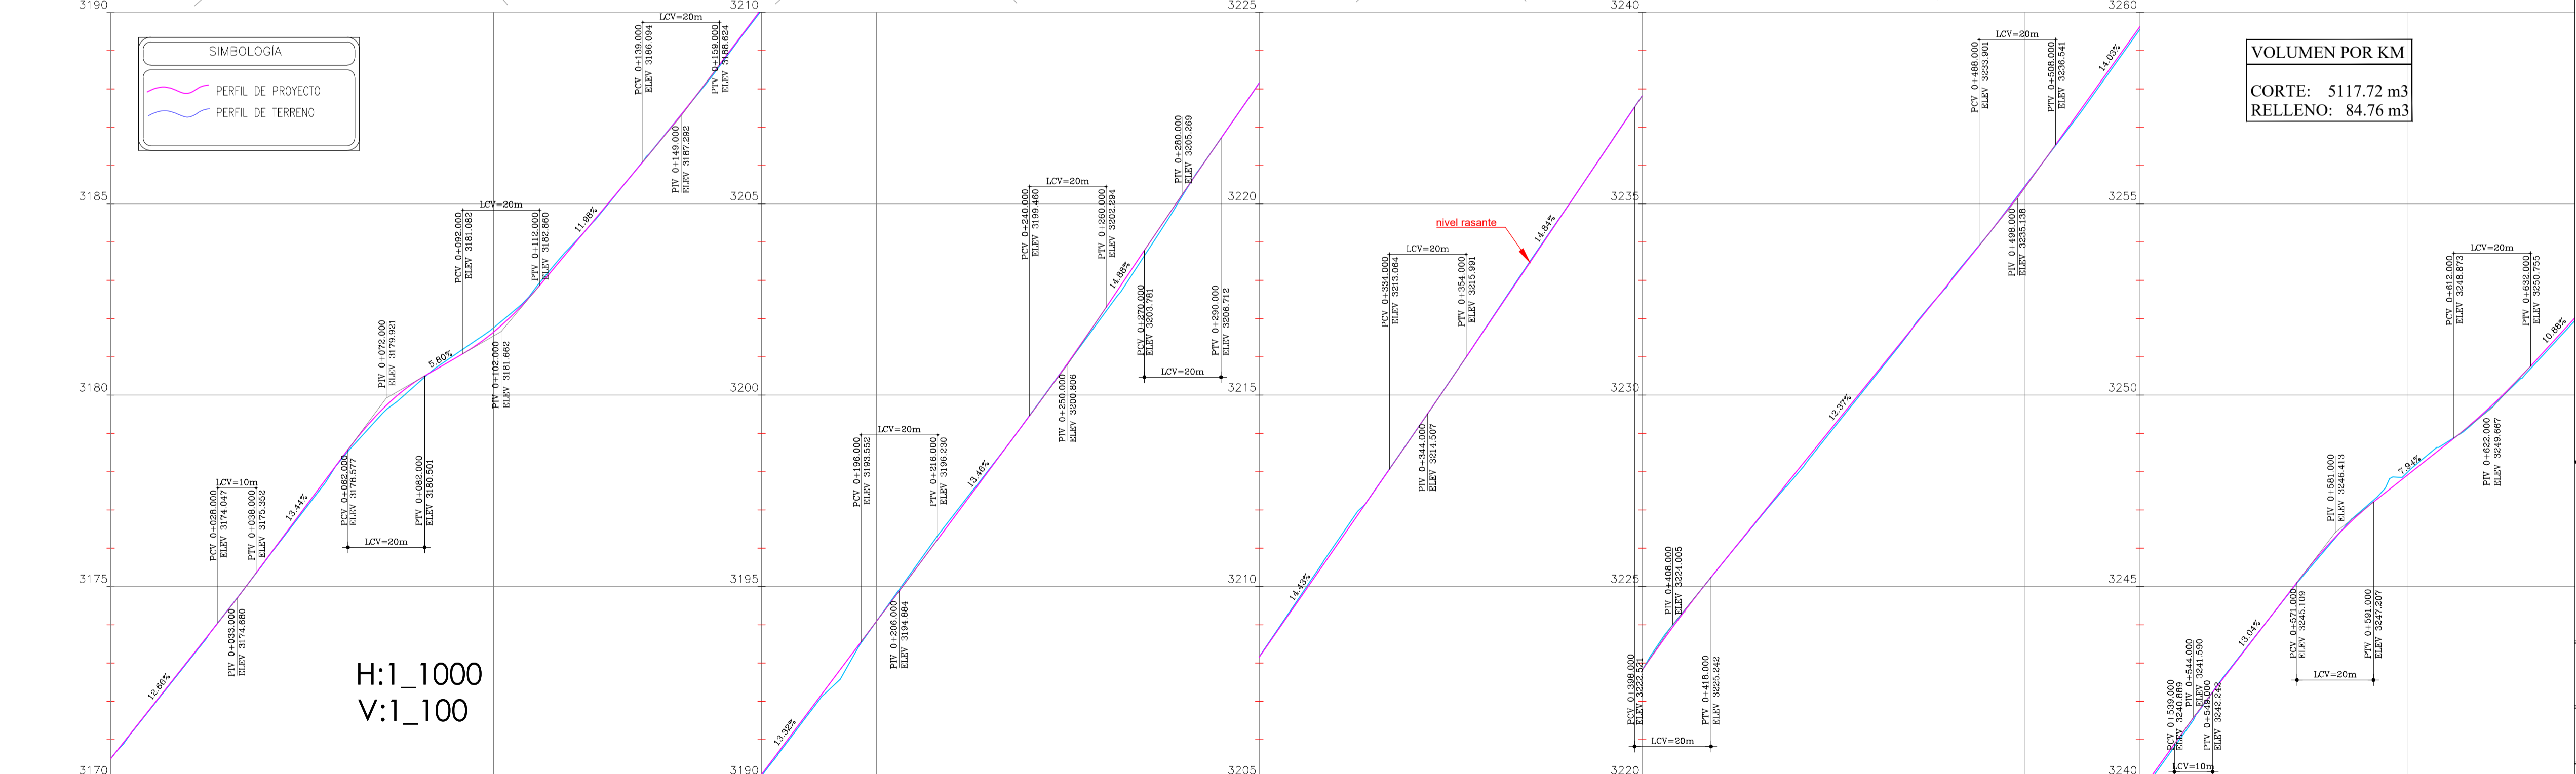 3190
3185
3180
3175
3170
SIMBOLOGÍA
PERFIL DE PROYECTO
PERFIL DE TERRENO
H:1_1000
V:1_100
12.66%
LCV=10m
PCV 0+028.000
ELEV 3174.047
PTV 0+038.000
ELEV 3175.352
PIV 0+033.000
ELEV 3174.680
13.44%
PCV 0+062.000
ELEV 3178.577
PIV 0+072.000
ELEV 3179.921
PTV 0+082.000
ELEV 3180.501
LCV=20m
5.80%
LCV=20m
PCV 0+092.000
ELEV 3181.082
PTV 0+112.000
ELEV 3182.860
PIV 0+102.000
ELEV 3181.662
11.98%
LCV=20m
PCV 0+139.000
ELEV 3186.094
PTV 0+159.000
ELEV 3188.624
PIV 0+149.000
ELEV 3187.292
3210
3205
3200
3195
3190
13.32%
LCV=20m
PCV 0+196.000
ELEV 3193.552
PTV 0+216.000
ELEV 3196.230
PIV 0+206.000
ELEV 3194.884
13.46%
LCV=20m
PCV 0+240.000
ELEV 3199.460
PTV 0+260.000
ELEV 3202.294
PIV 0+250.000
ELEV 3200.806
14.88%
PCV 0+270.000
ELEV 3203.781
PIV 0+280.000
ELEV 3205.269
PTV 0+290.000
ELEV 3206.712
LCV=20m
3225
3220
3215
3210
3205
14.43%
LCV=20m
PCV 0+334.000
ELEV 3213.064
PTV 0+354.000
ELEV 3215.991
PIV 0+344.000
ELEV 3214.507
nivel rasante
14.84%
3240
3235
3230
3225
3220
PCV 0+398.000
ELEV 3222.521
PIV 0+408.000
ELEV 3224.005
PTV 0+418.000
ELEV 3225.242
LCV=20m
12.37%
LCV=20m
PCV 0+488.000
ELEV 3233.901
PTV 0+508.000
ELEV 3236.541
PIV 0+498.000
ELEV 3235.138
14.03%
3260
3255
3250
3245
3240
VOLUMEN POR KM
CORTE: 5117.72 m3
RELLENO: 84.76 m3
PCV 0+539.000
ELEV 3240.889
PIV 0+544.000
ELEV 3241.590
PTV 0+549.000
ELEV 3242.242
LCV=10m
13.04%
PCV 0+571.000
ELEV 3245.109
PIV 0+581.000
ELEV 3246.413
PTV 0+591.000
ELEV 3247.207
LCV=20m
7.94%
LCV=20m
PCV 0+612.000
ELEV 3248.873
PTV 0+632.000
ELEV 3250.755
PIV 0+622.000
ELEV 3249.667
10.88%